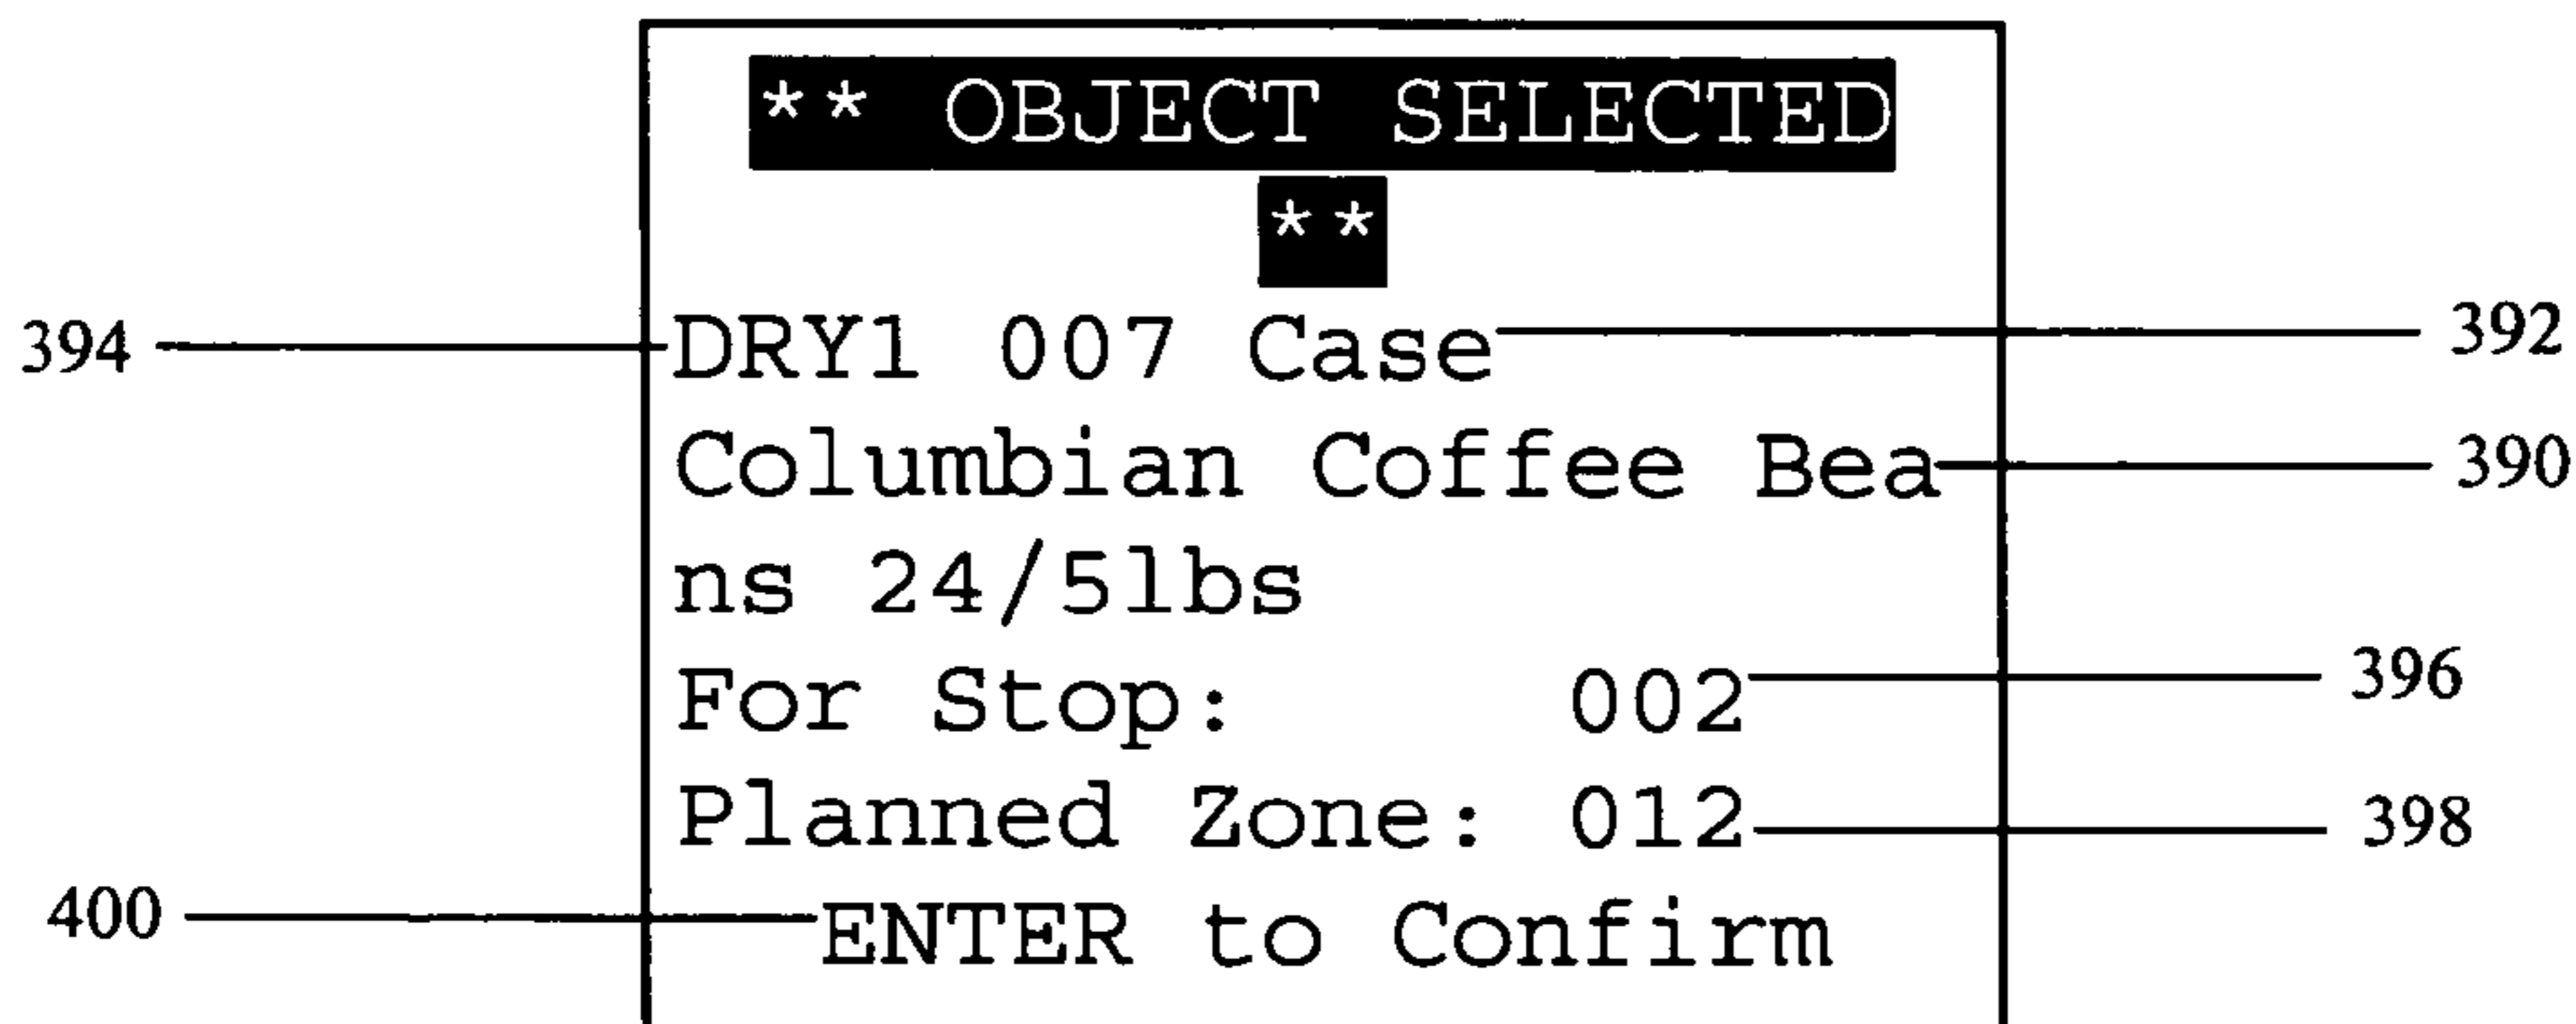 ** OBJECT SELECTED
**
394 DRY1 007 Case 392
Columbian Coffee Bea 390
ns 24/5lbs
For Stop: 002 396
Planned Zone: 012 398
400 ENTER to Confirm